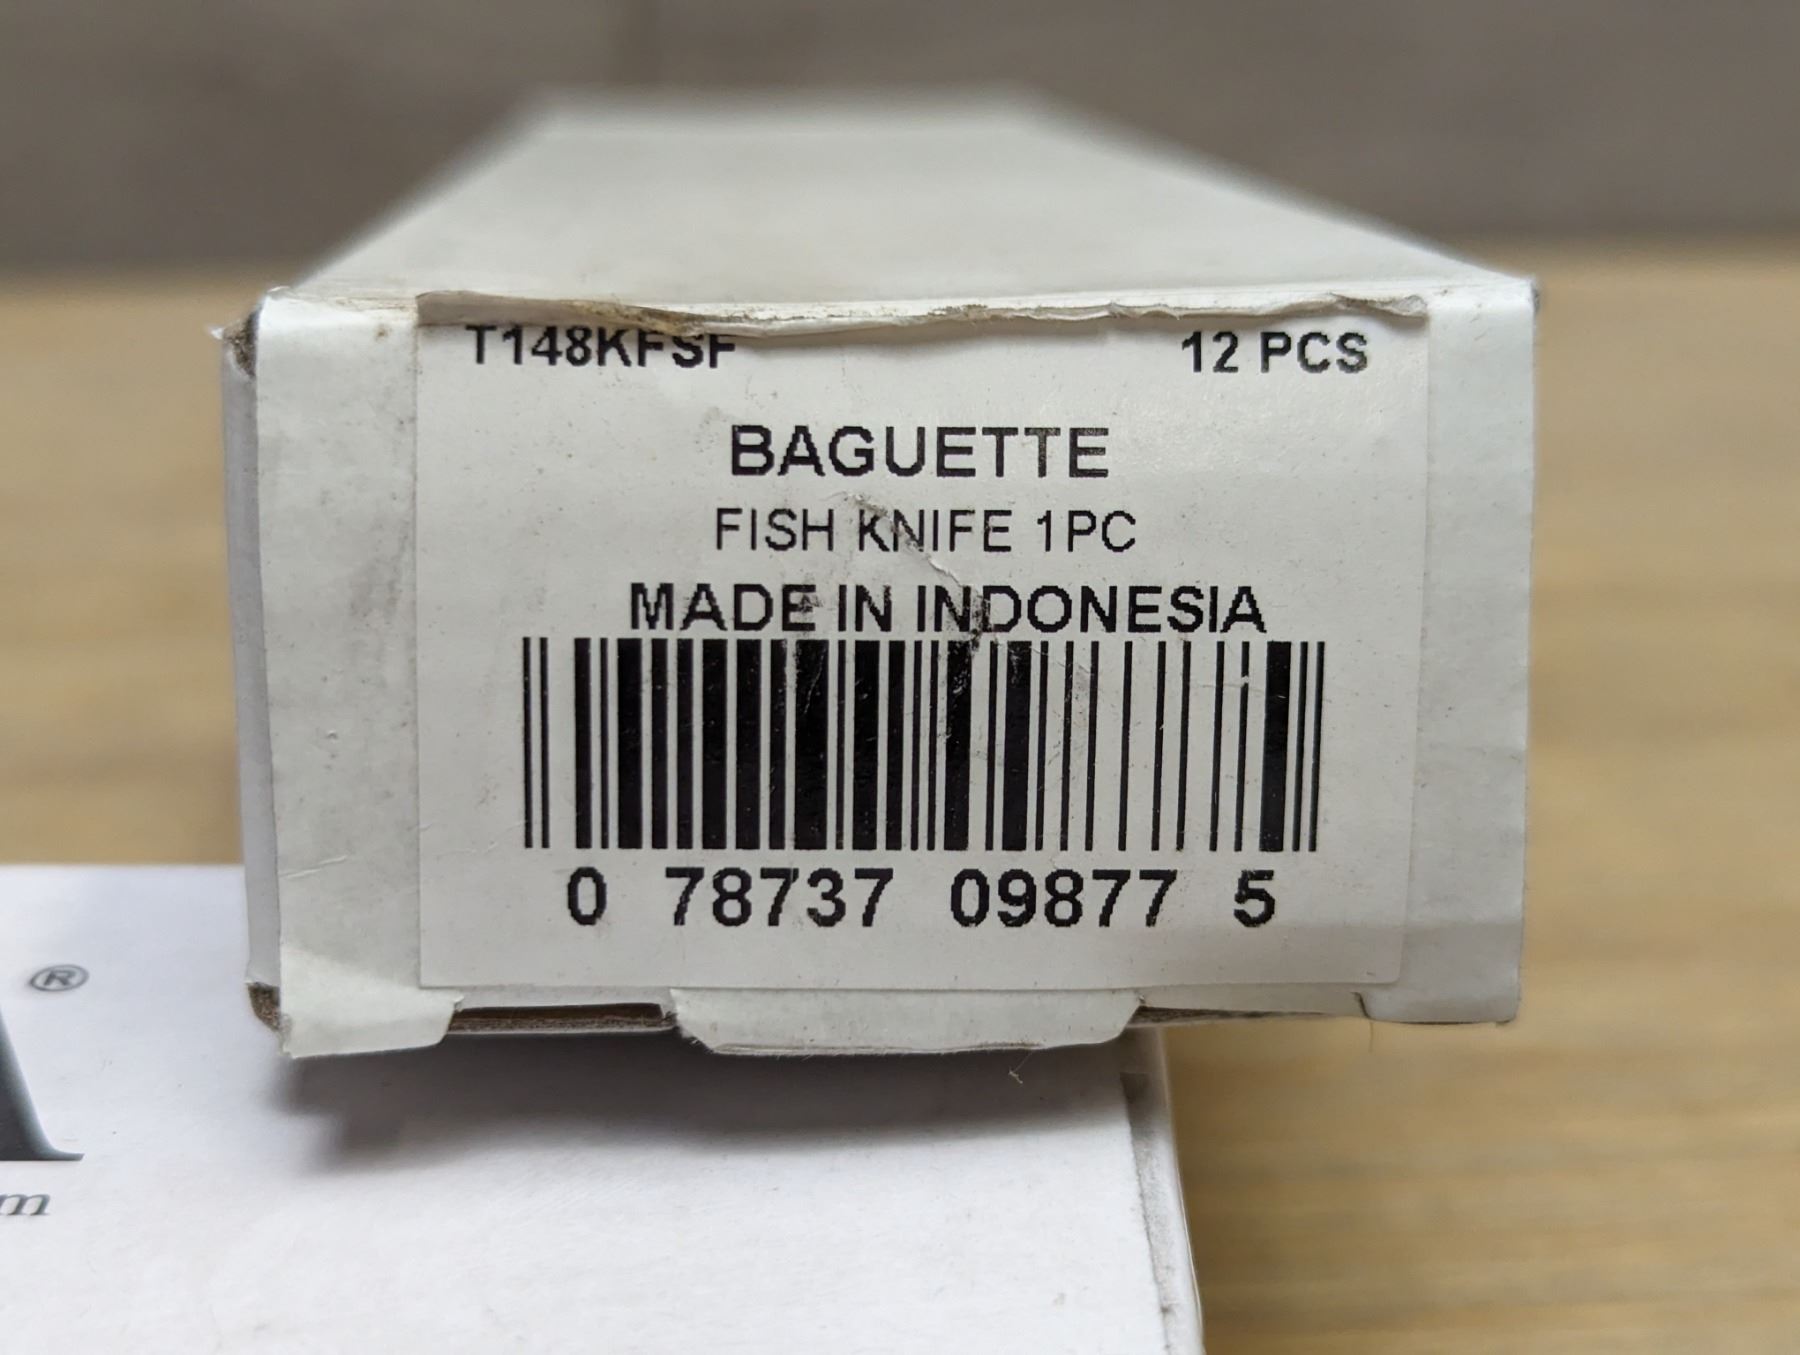 T148KFSF 12 PCS
BAGUETTE
FISH KNIFE 1PC
MADE IN INDONESIA
0 78737 09877 5
®